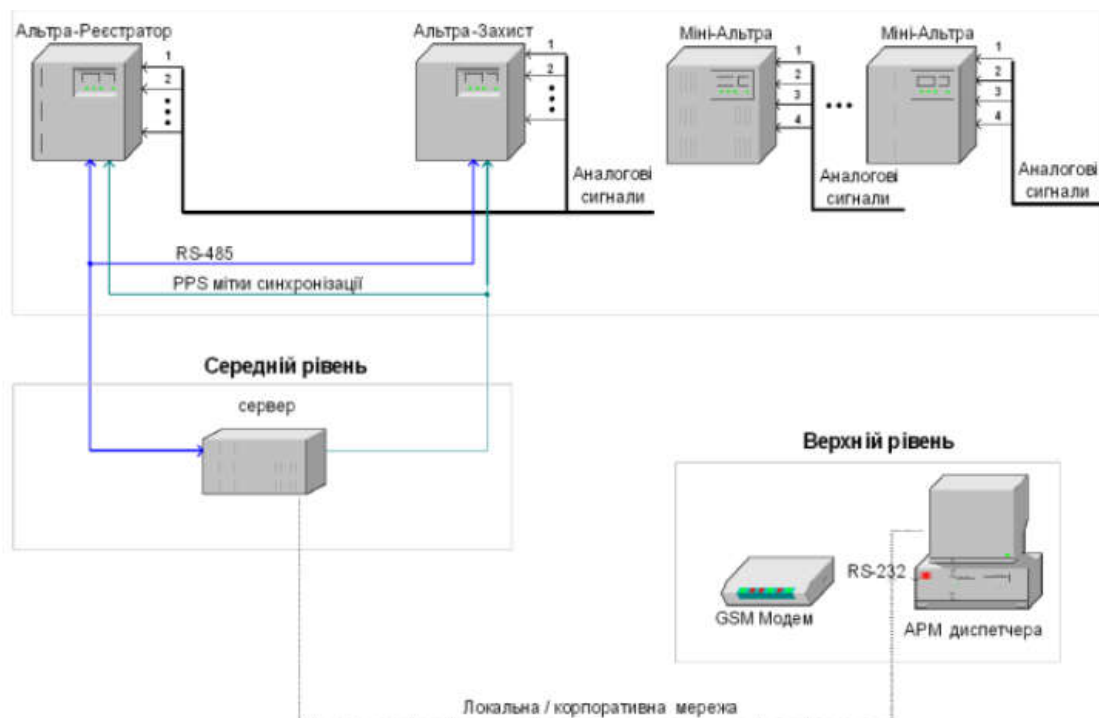 Альтра-Реєстратор
Альтра-Захист
Міні-Альтра
Міні-Альтра
1
2
1
2
1
2
3
4
1
2
3
4
Аналогові
сигнали
Аналогові
сигнали
Аналогові
сигнали
RS-485
PPS мітки синхронізації
Середній рівень
сервер
Верхній рівень
RS-232
GSM Модем
АРМ диспетчера
Локальна / корпоративна мережа